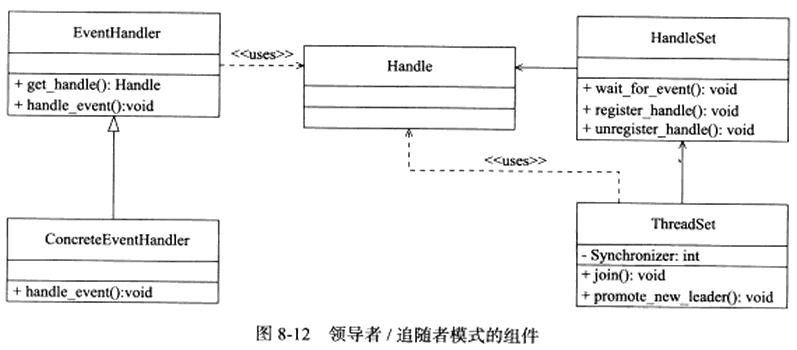 EventHandler
+ get_handle(): Handle
+ handle_event():void
<<uses>>
Handle
HandleSet
+ wait_for_event(): void
+ register_handle(): void
+ unregister_handle(): void
<<uses>>
ConcreteEventHandler
+ handle_event():void
ThreadSet
- Synchronizer: int
+ join(): void
+ promote_new_leader(): void
图 8-12 领导者 / 追随者模式的组件